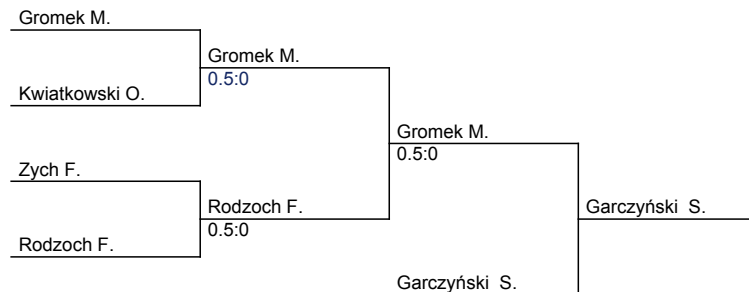 Gromek M.
Gromek M.
0.5:0
Kwiatkowski O.
Gromek M.
0.5:0
Zych F.
Rodzoch F.
0.5:0
Garczyński  S.
Rodzoch F.
Garczyński  S.